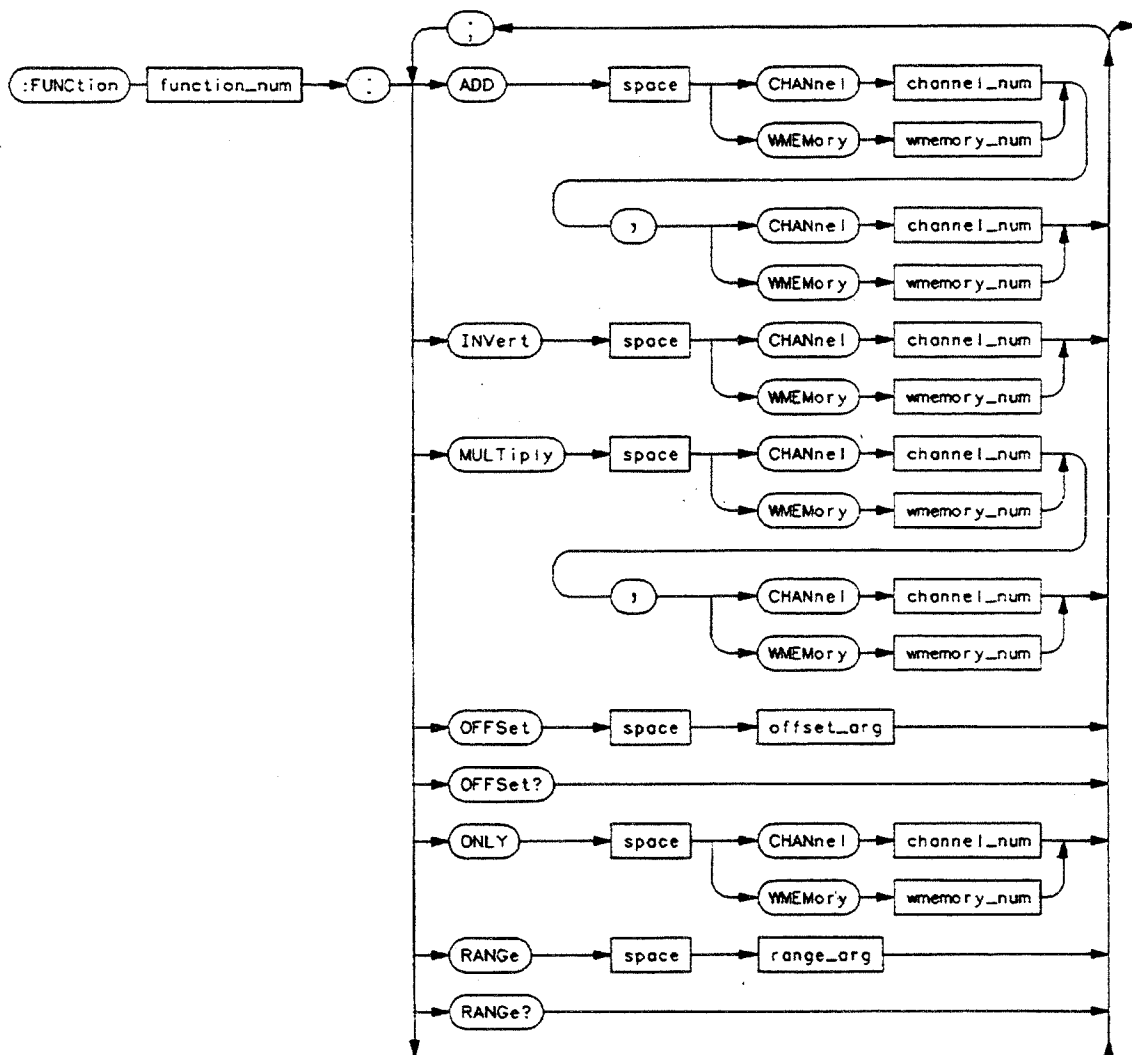 ;
:FUNCtion function_num : ADD space CHANnel channel_num
WMEMory wmemory_num
, CHANnel channel_num
WMEMory wmemory_num
INVert space CHANnel channel_num
WMEMory wmemory_num
MULTiply space CHANnel channel_num
WMEMory wmemory_num
, CHANnel channel_num
WMEMory wmemory_num
OFFSet space offset_arg
OFFSet?
ONLY space CHANnel channel_num
WMEMory wmemory_num
RANGe space range_arg
RANGe?